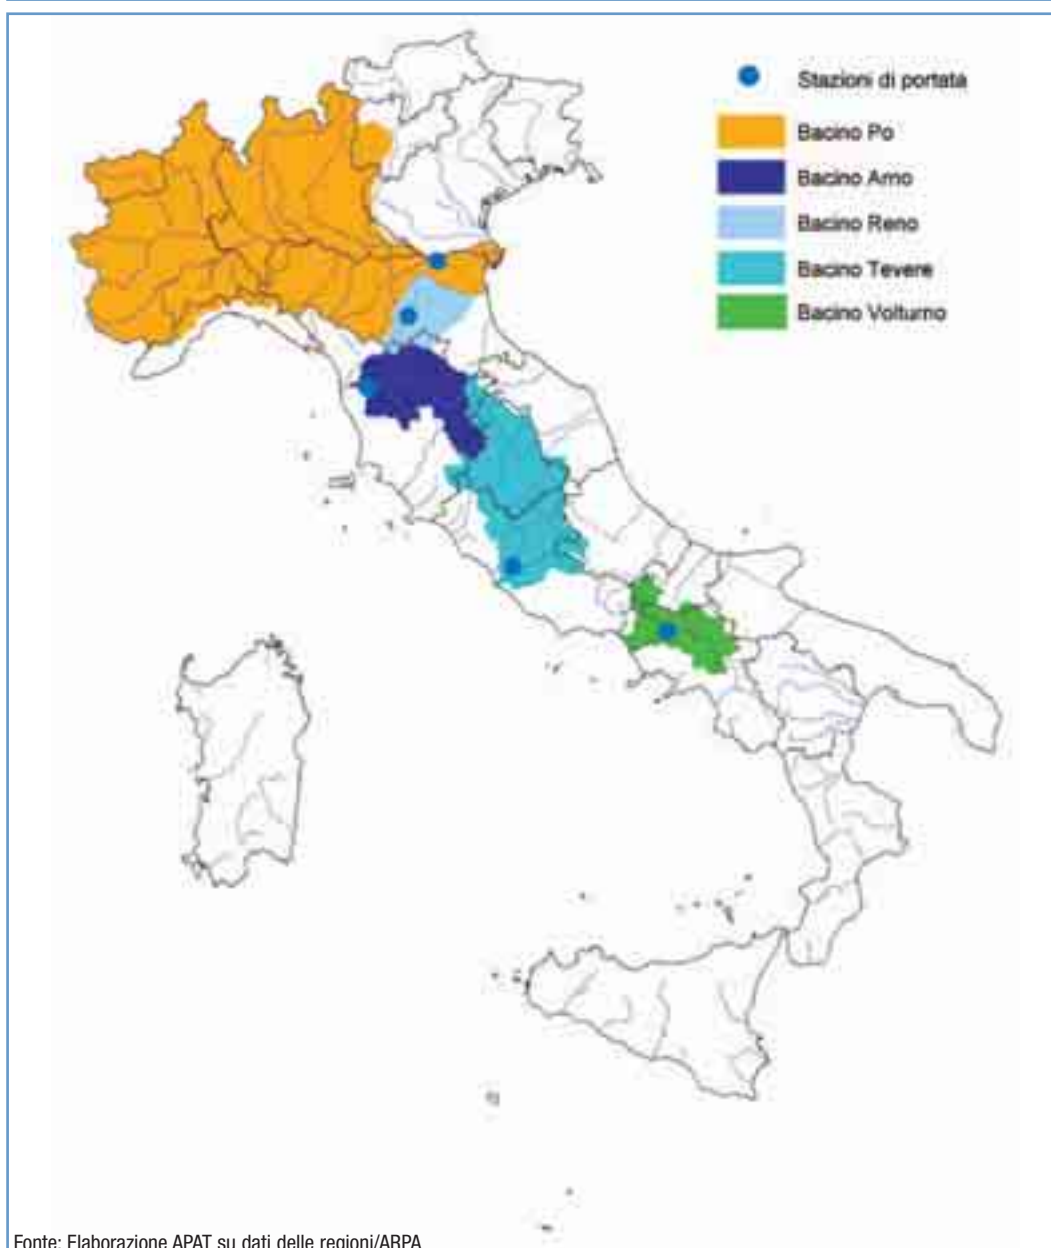 Stazioni di portata
Bacino Po
Bacino Arno
Bacino Reno
Bacino Tevere
Bacino Volturno
Fonte: Elaborazione APAT su dati delle regioni/ARPA